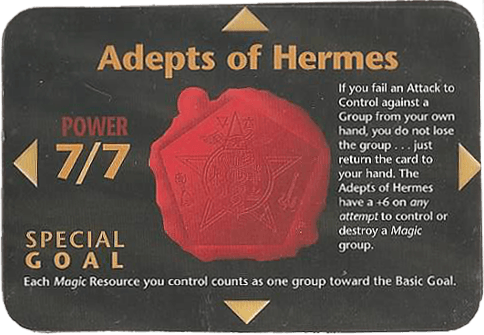 Adepts of Hermes
POWER
7/7
If you fail an Attack to
Control against a
Group from your own
hand, you do not lose
the group . . . just
return the card to
your hand. The
Adepts of Hermes
have a +6 on any
attempt to control or
destroy a Magic
group.
SPECIAL
GOAL
Each Magic Resource you control counts as one group toward the Basic Goal.